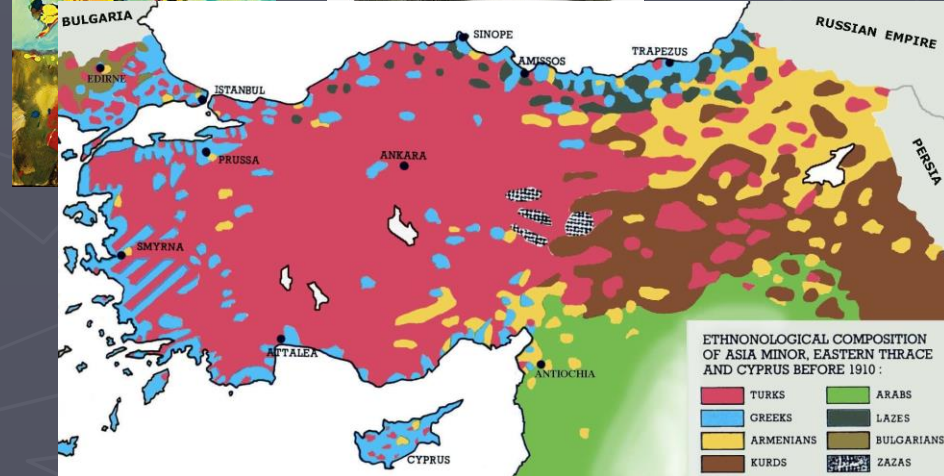 BULGARIA
RUSSIAN EMPIRE
SINOPE
TRAPEZUS
AMISSOS
EDIRNE
ISTANBUL
PERSIA
PRUSSA
ANKARA
SMYRNA
ATTALEA
ANTIOCHIA
CYPRUS
ETHNONOLOGICAL COMPOSITION
OF ASIA MINOR, EASTERN THRACE
AND CYPRUS BEFORE 1910 :
TURKS
ARABS
GREEKS
LAZES
ARMENIANS
BULGARIANS
KURDS
ZAZAS